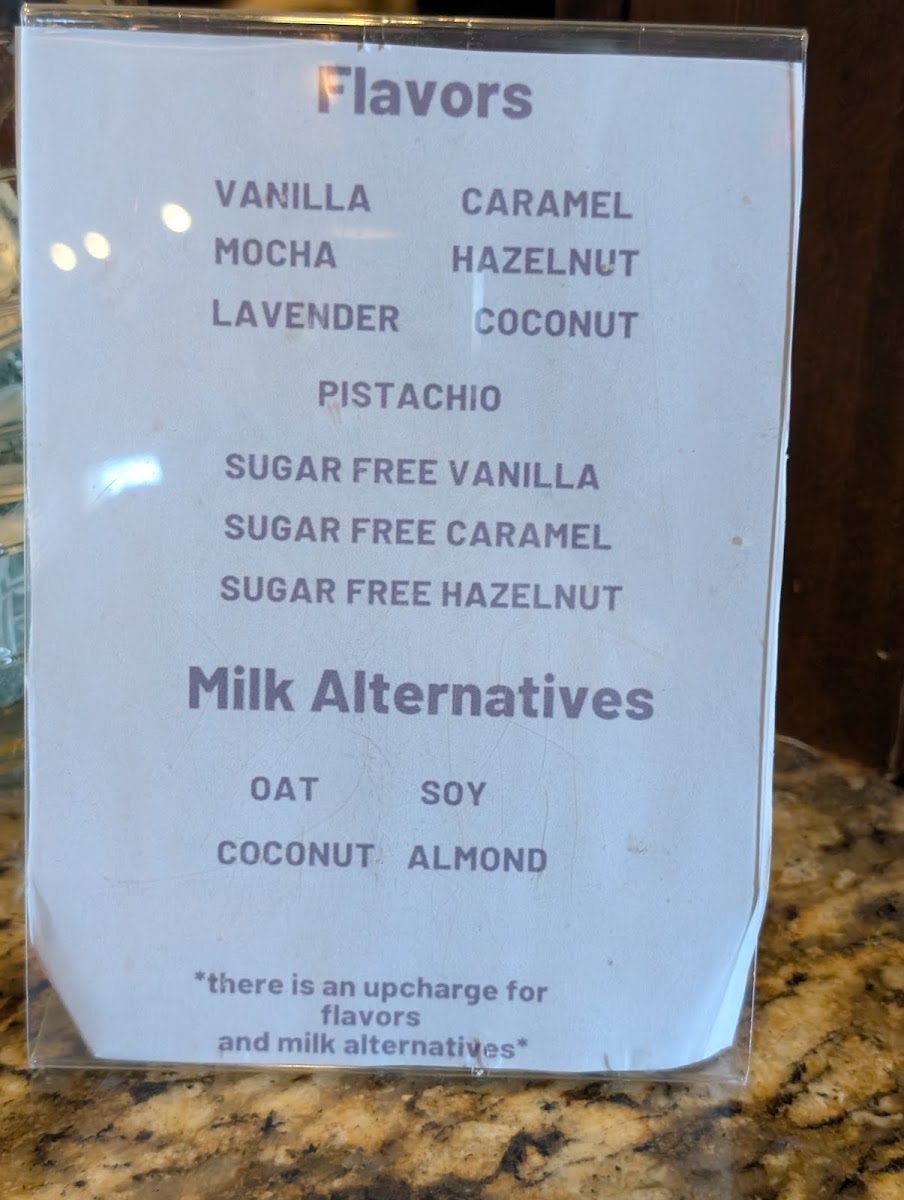 Flavors
VANILLA CARAMEL
MOCHA HAZELNUT
LAVENDER COCONUT
PISTACHIO
SUGAR FREE VANILLA
SUGAR FREE CARAMEL
SUGAR FREE HAZELNUT
Milk Alternatives
OAT SOY
COCONUT ALMOND
*there is an upcharge for
flavors
and milk alternatives*